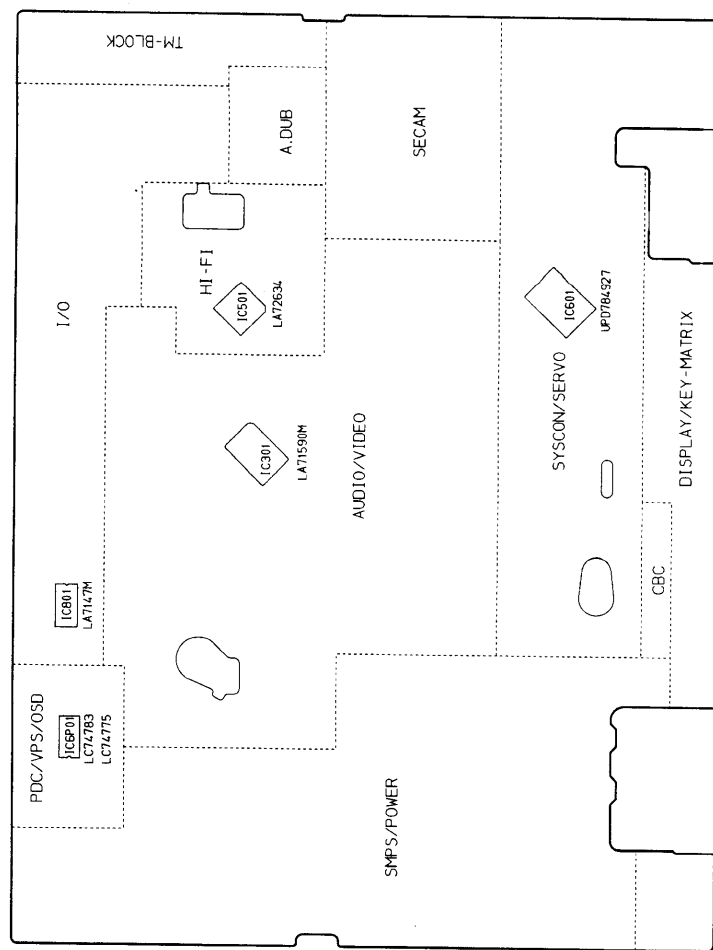 TM-BLOCK
A.DUB
SECAM
I/O
HI-FI
IC501
LA72634
IC601
UPD784927
SYSCON/SERVO
DISPLAY/KEY-MATRIX
IC301
LA71590M
AUDIO/VIDEO
IC801
LA7147M
CBC
PDC/VPS/OSD
IC6P01
LC74783
LC74775
SMPS/POWER